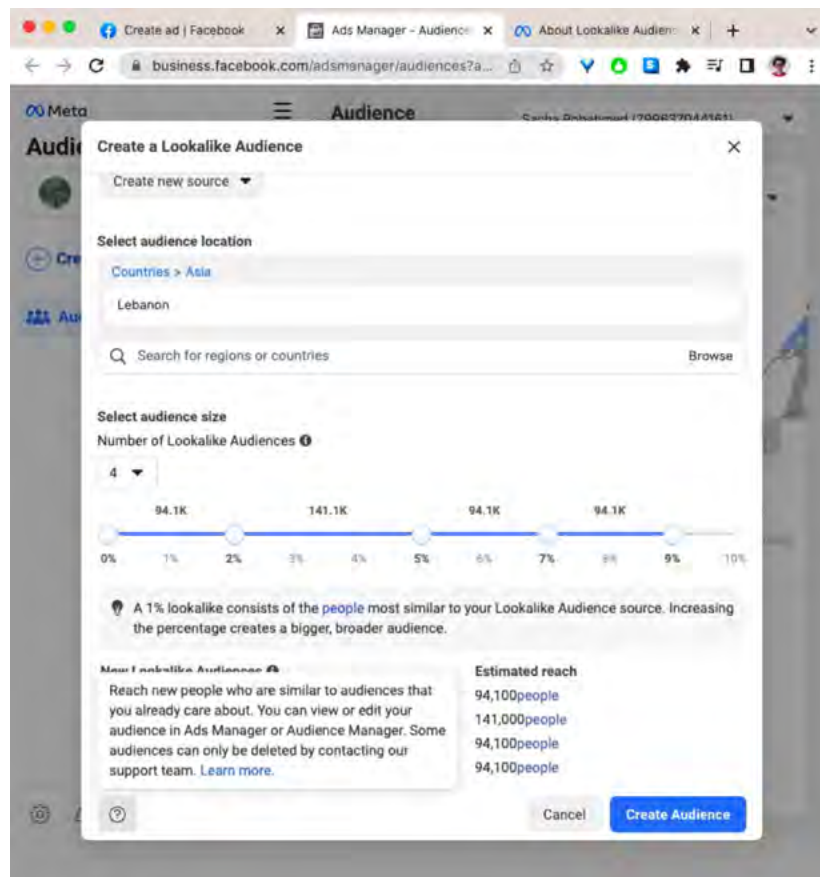 Create ad | Facebook
Ads Manager - Audience
About Lookalike Audien
business.facebook.com/adsmanager/audiences?a...
Meta
Audience
Audie
Create a Lookalike Audience
Create new source
Cre
Select audience location
Countries > Asia
Lebanon
Search for regions or countries
Browse
Select audience size
Number of Lookalike Audiences
4
94.1K 141.1K 94.1K 94.1K
0% 1% 2% 3% 4% 5% 6% 7% 8% 9% 10%
A 1% lookalike consists of the people most similar to your Lookalike Audience source. Increasing
the percentage creates a bigger, broader audience.
New Lookalike Audiences
Estimated reach
Reach new people who are similar to audiences that
you already care about. You can view or edit your
audience in Ads Manager or Audience Manager. Some
audiences can only be deleted by contacting our
support team. Learn more.
94,100people
141,000people
94,100people
94,100people
Cancel
Create Audience